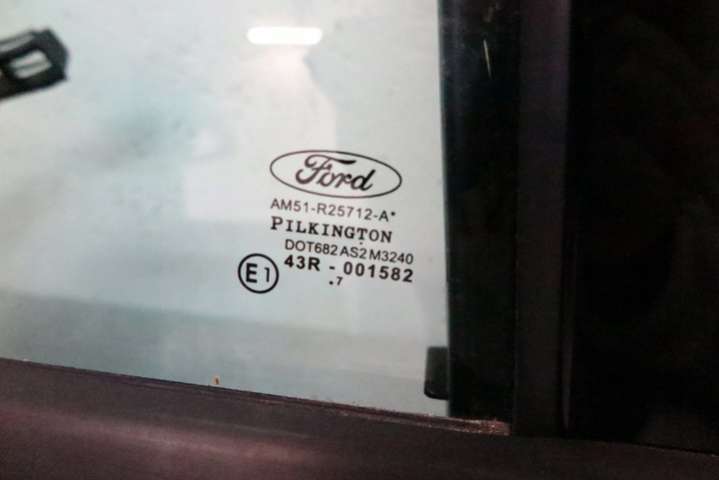 Ford
AM51-R25712-A*
PILKINGTON
DOT682 AS2 M3240
E1
43R - 001582
.7